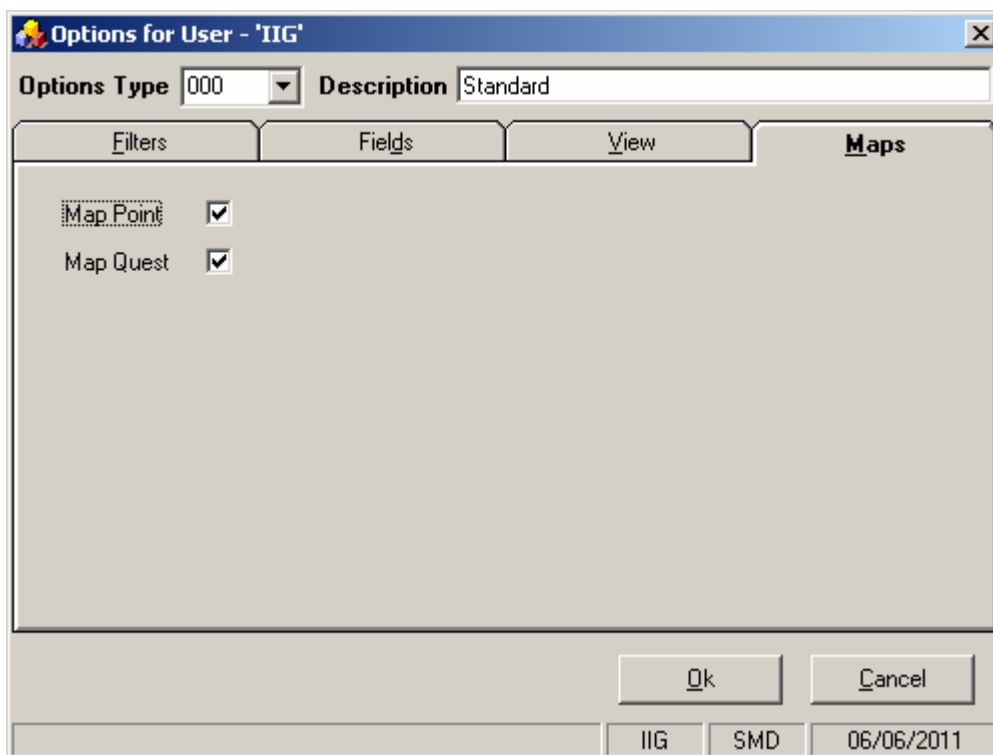 Options for User - 'IIG'
Options Type 000 Description Standard
Filters Fields View Maps
Map Point
Map Quest
Ok Cancel
IIG SMD 06/06/2011